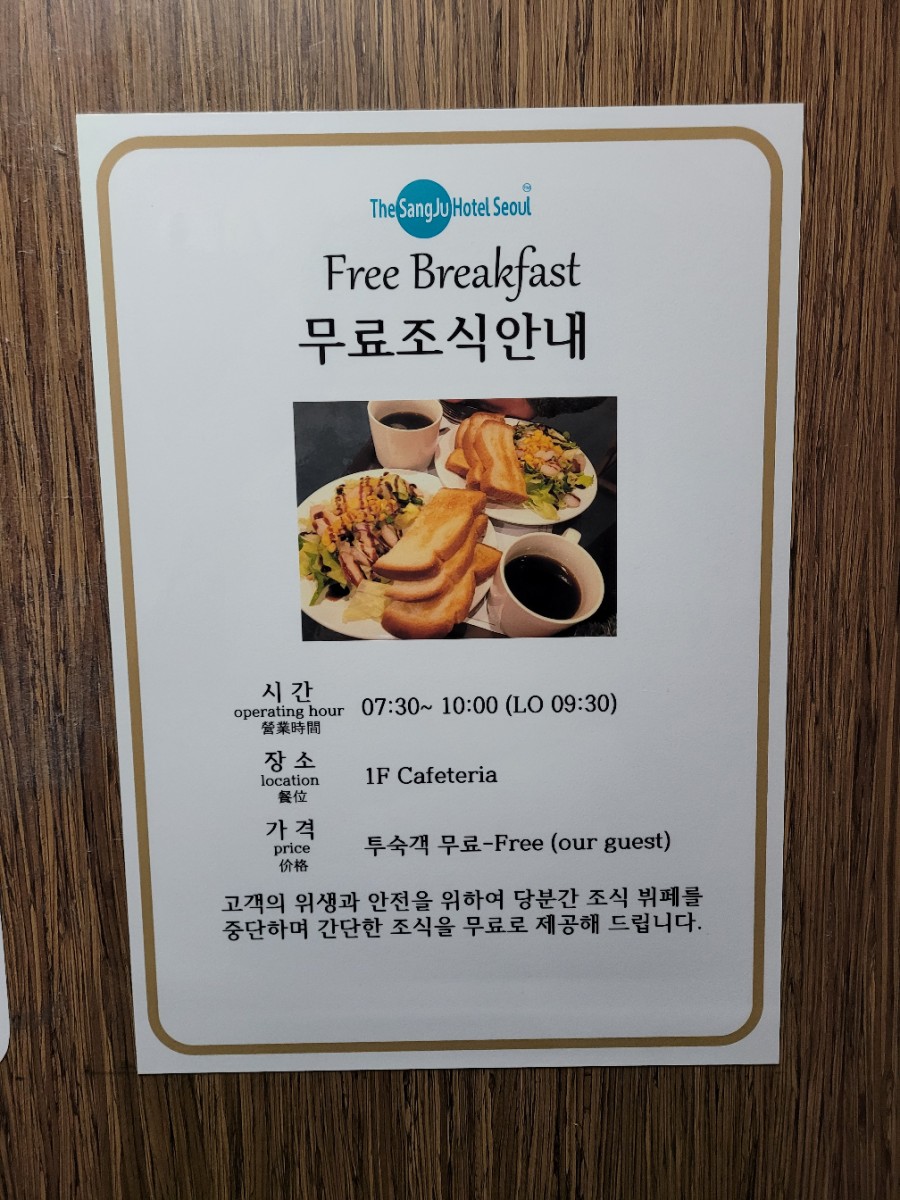 The SangJu Hotel Seoul
Free Breakfast
무료조식안내
시 간
operating hour
營業時間
07:30~ 10:00 (LO 09:30)
장 소
location
餐位
1F Cafeteria
가 격
price
价格
투숙객 무료-Free (our guest)
고객의 위생과 안전을 위하여 당분간 조식 뷔페를
중단하며 간단한 조식을 무료로 제공해 드립니다.